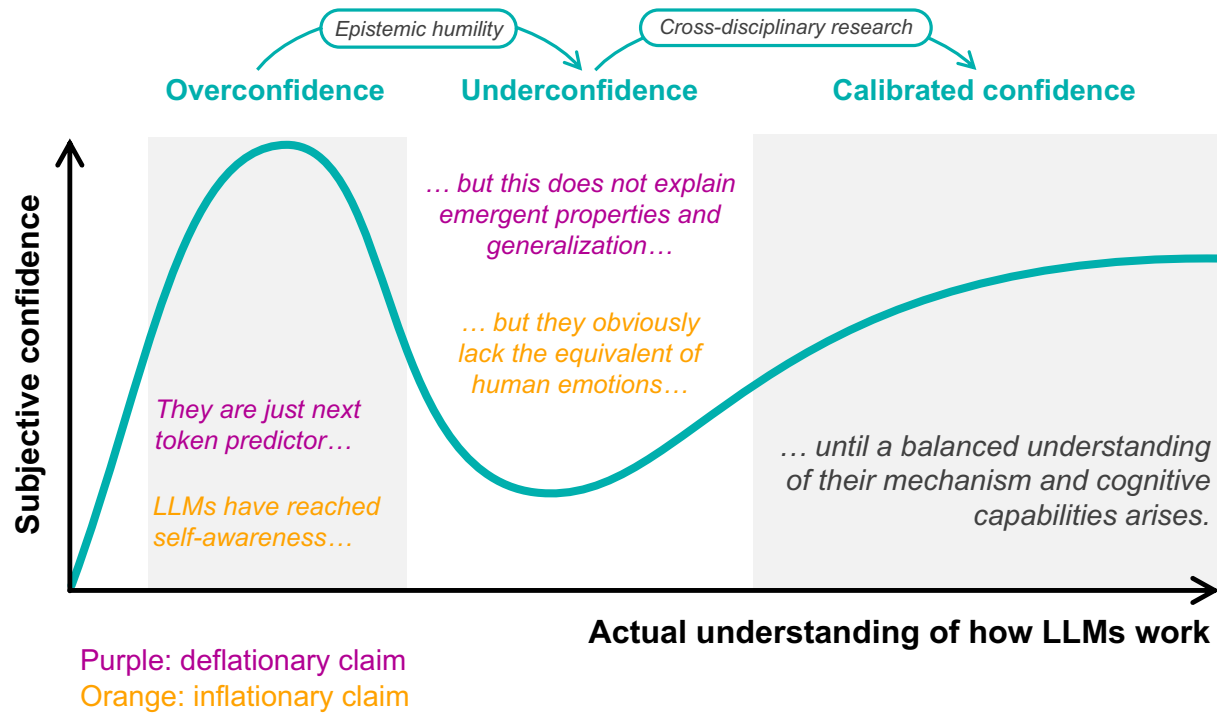 Epistemic humility
Cross-disciplinary research
Overconfidence
Underconfidence
Calibrated confidence
Subjective confidence
… but this does not explain
emergent properties and
generalization…
… but they obviously
lack the equivalent of
human emotions…
They are just next
token predictor…
LLMs have reached
self-awareness…
… until a balanced understanding
of their mechanism and cognitive
capabilities arises.
Actual understanding of how LLMs work
Purple: deflationary claim
Orange: inflationary claim